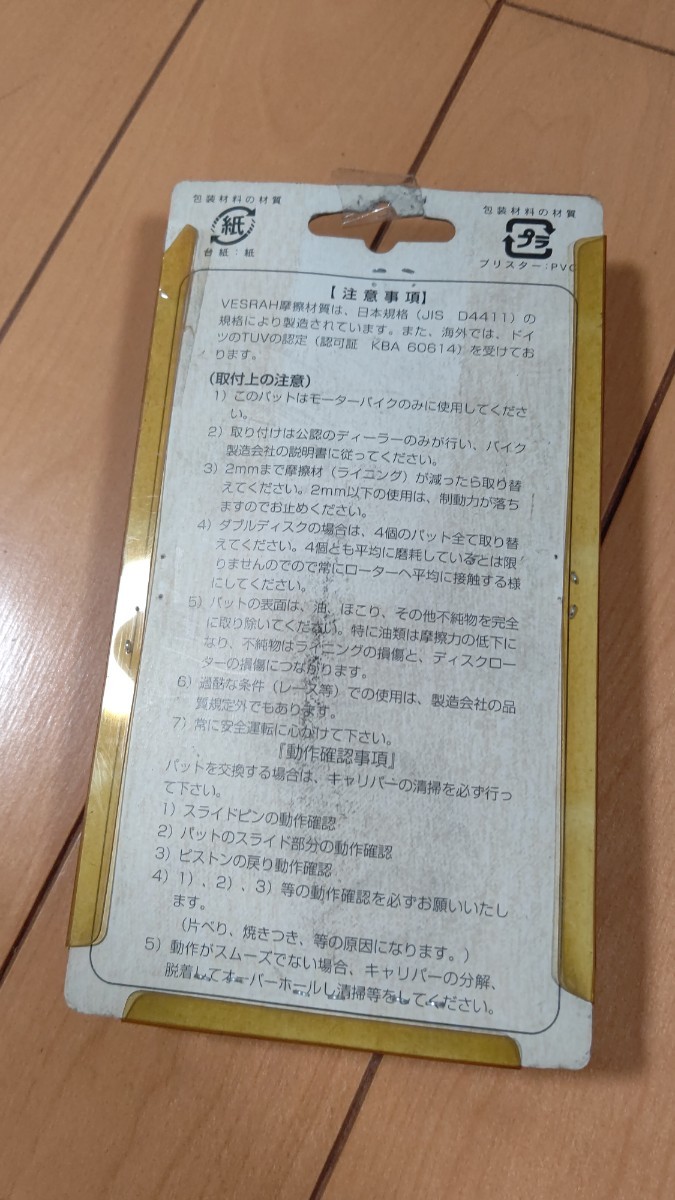 包装材料の材質
紙
台紙:紙
包装材料の材質
プラ
ブリスター:PVC
【注意事項】
VESRAH摩擦材質は、日本規格(JIS D4411)の
規格により製造されています。また、海外では、ドイ
ツのTUVの認定(認可証 KBA 60614)を受けてお
ります。
(取付上の注意)
1)このパットはモーターバイクのみに使用してくださ
い。
2)取り付けは公認のディーラーのみが行い、バイク
製造会社の説明書に従ってください。
3)2mmまで摩擦材(ライニング)が減ったら取り替
えてください。2mm以下の使用は、制動力が落ち
ますのでお止めください。
4)ダブルディスクの場合は、4個のパット全て取り替
えてください。4個とも平均に磨耗しているとは限
りませんのでので常にローターへ平均に接触する様
にしてください。
5)パットの表面は、油、ほこり、その他不純物を完全
に取り除いてください。特に油類は摩擦力の低下に
なり、不純物はライニングの損傷と、ディスクロー
ターの損傷につながります。
6)過酷な条件(レース等)での使用は、製造会社の品
質規定外でもあります。
7)常に安全運転に心がけて下さい。
『動作確認事項』
パットを交換する場合は、キャリパーの清掃を必ず行っ
て下さい。
1)スライドピンの動作確認
2)パットのスライド部分の動作確認
3)ピストンの戻り動作確認
4)1)、2)、3)等の動作確認を必ずお願いいたし
ます。
(片べり、焼きつき、等の原因になります。)
5)動作がスムーズでない場合、キャリパーの分解、
脱着してオーバーホールし清掃等をしてください。